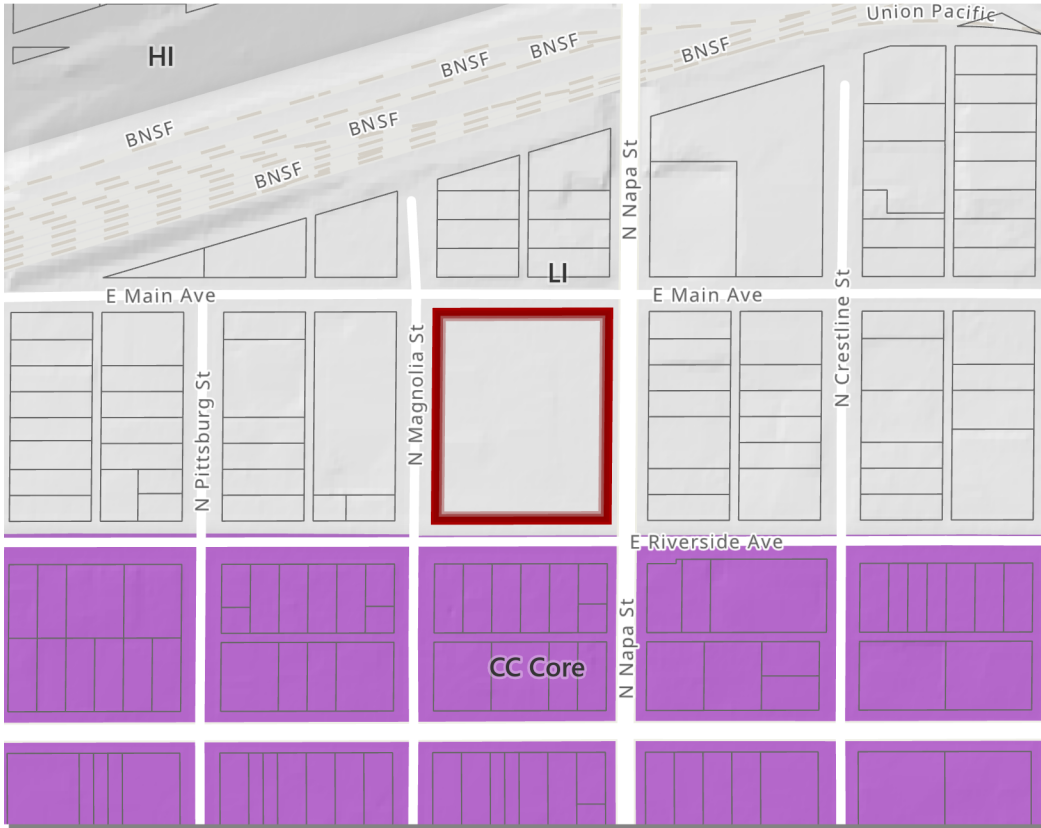 Union Pacific
HI
BNSF
BNSF
BNSF
BNSF
BNSF
BNSF
N Napa St
LI
E Main Ave
E Main Ave
N Crestline St
N Magnolia St
N Pittsburg St
E Riverside Ave
N Napa St
CC Core